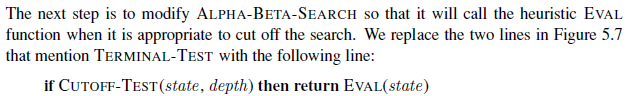 The next step is to modify ALPHA-BETA-SEARCH so that it will call the heuristic EVAL
function when it is appropriate to cut off the search. We replace the two lines in Figure 5.7
that mention TERMINAL-TEST with the following line:
if CUTOFF-TEST(state, depth) then return EVAL(state)